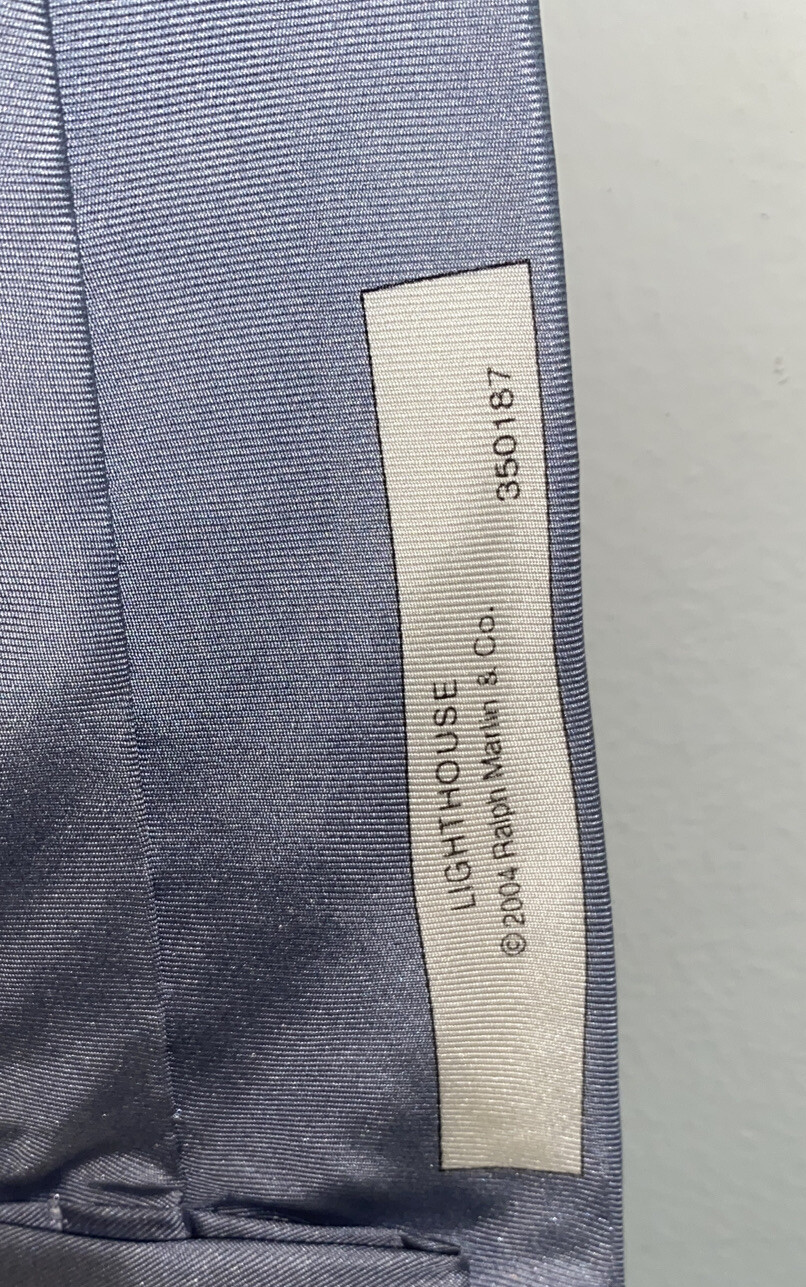 LIGHTHOUSE
© 2004 Ralph Marlin & Co. 350187